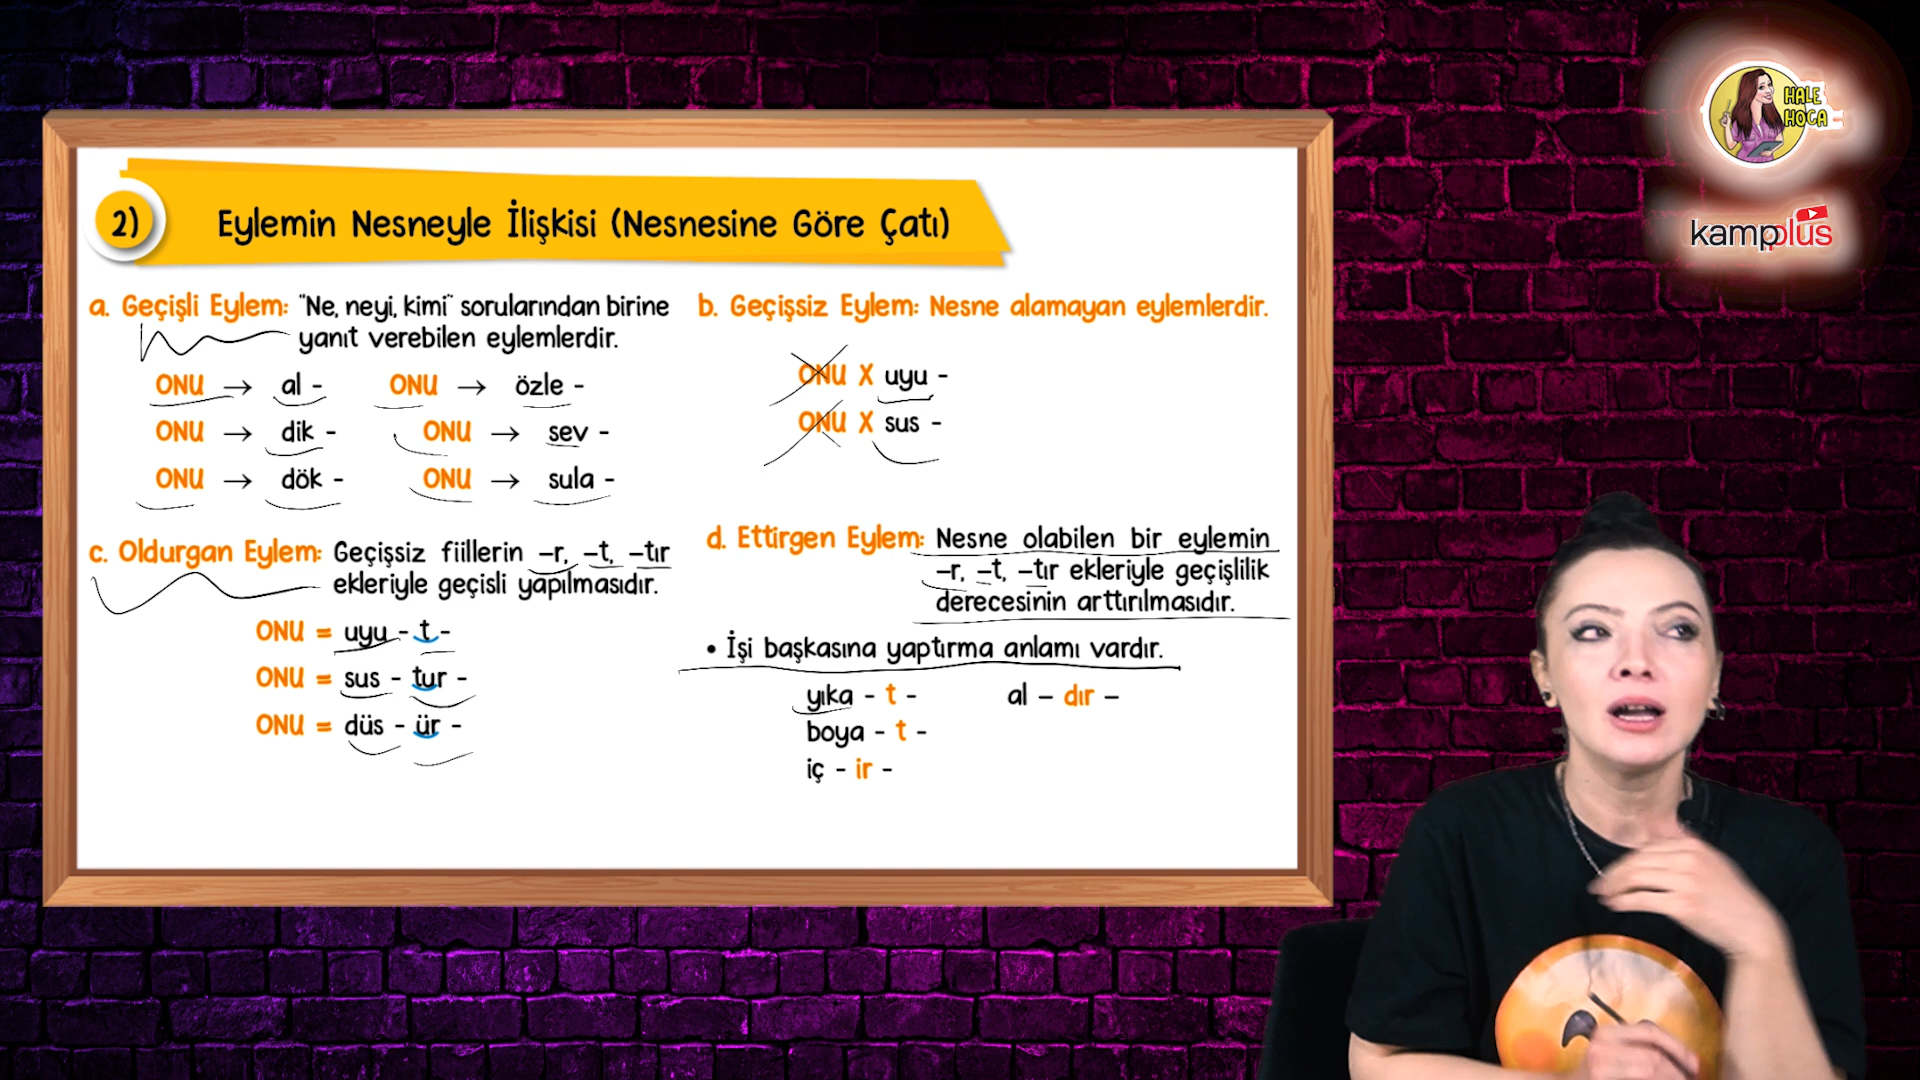 2) Eylemin Nesneyle İlişkisi (Nesnesine Göre Çatı)
a. Geçişli Eylem: "Ne, neyi, kimi" sorularından birine
yanıt verebilen eylemlerdir.
ONU → al -
ONU → özle -
ONU → dik -
ONU → sev -
ONU → dök -
ONU → sula -
b. Geçişsiz Eylem: Nesne alamayan eylemlerdir.
ONU X uyu -
ONU X sus -
c. Oldurgan Eylem: Geçişsiz fiillerin –r, –t, –tır
ekleriyle geçisli yapılmasıdır.
ONU = uyu - t -
ONU = sus - tur -
ONU = düs - ür -
d. Ettirgen Eylem: Nesne olabilen bir eylemin
–r, –t, –tır ekleriyle geçişlilik
derecesinin arttırılmasıdır.
• İşi başkasına yaptırma anlamı vardır.
yıka - t -
al – dır –
boya - t -
iç - ir -
HALE
HOCA
kampplus